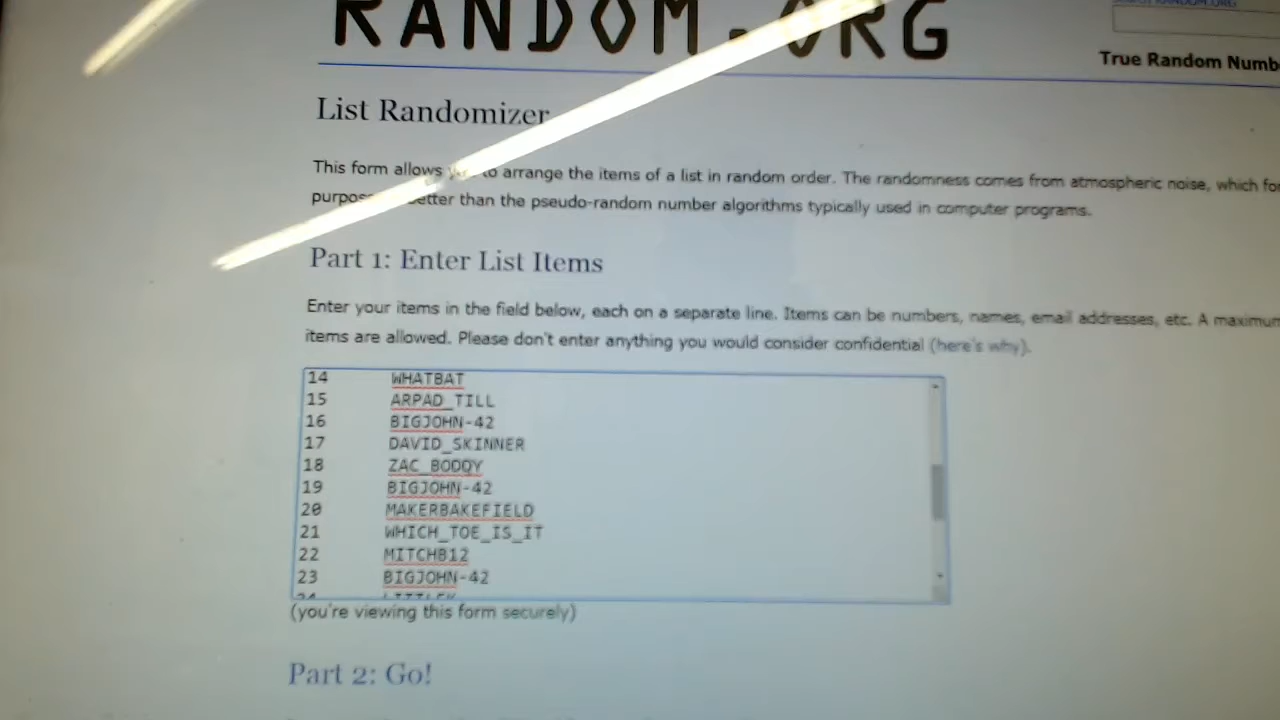 RANDOM.ORG
True Random Numb
List Randomizer
This form allows to arrange the items of a list in random order. The randomness comes from atmospheric noise, which for
than the pseudo-random number algorithms typically used in computer programs.
Part 1: Enter List Items
Enter your items in the field below, each on a separate line. Items can be numbers, names, email addresses, etc. A maximum
items are allowed. Please don't enter anything you would consider confidential (here's why).
14 WHATBAT
15 ARPAD_TILL
16 BIGJOHN-42
17 DAVID_SKINNER
18 ZAC_BODDY
19 BIGJOHN-42
20 MAKERBAKEFIELD
21 WHICH_TOE_IS_IT
22 MITCHB12
23 BIGJOHN-42
(you're viewing this form securely)
Part 2: Go!